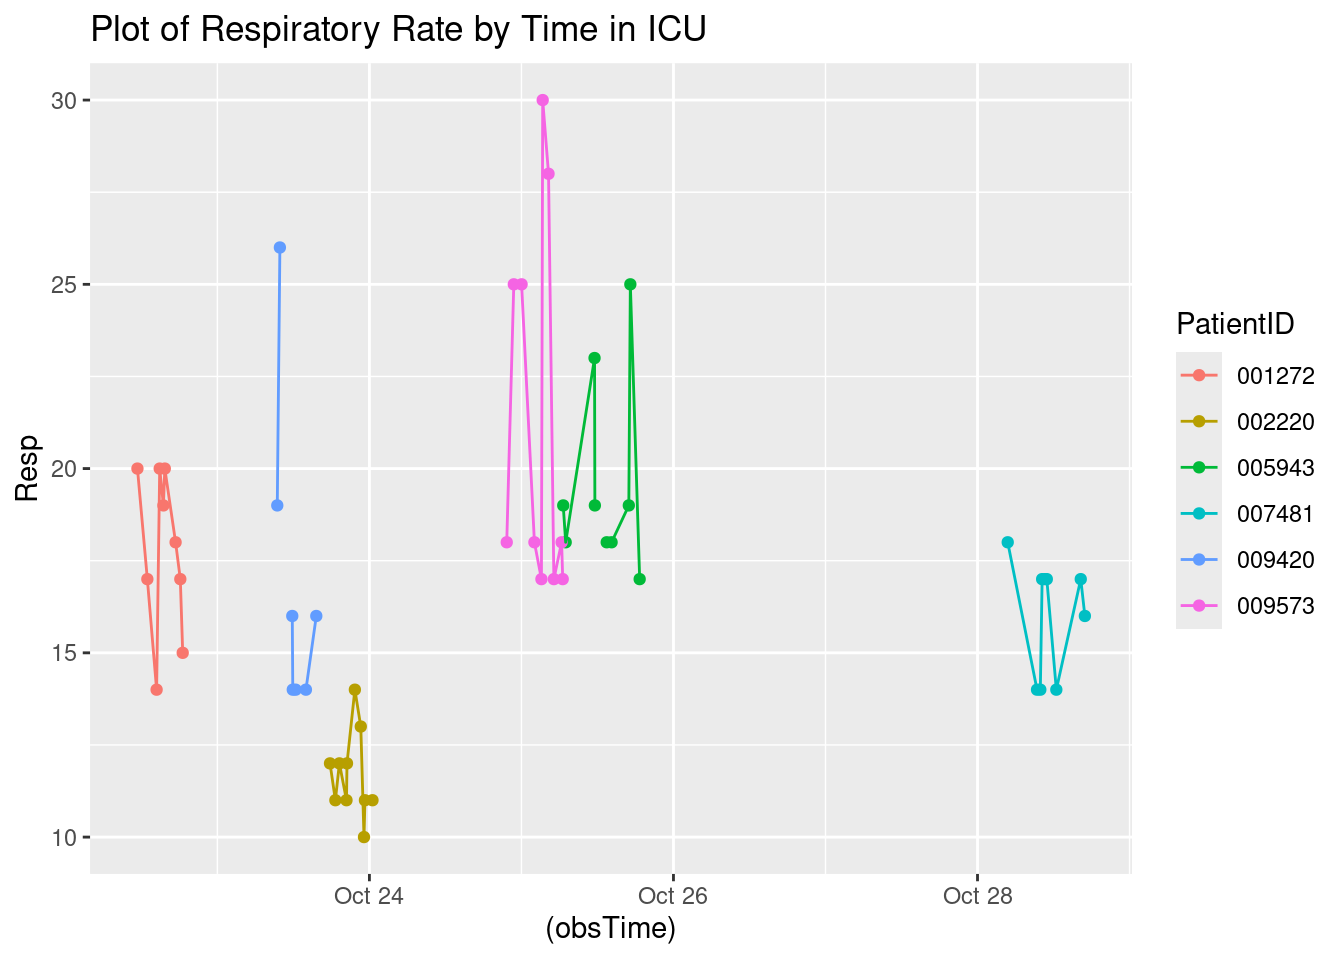 Plot of Respiratory Rate by Time in ICU
30
25
20
15
10
Resp
Oct 24
Oct 26
Oct 28
(obsTime)
PatientID
001272
002220
005943
007481
009420
009573